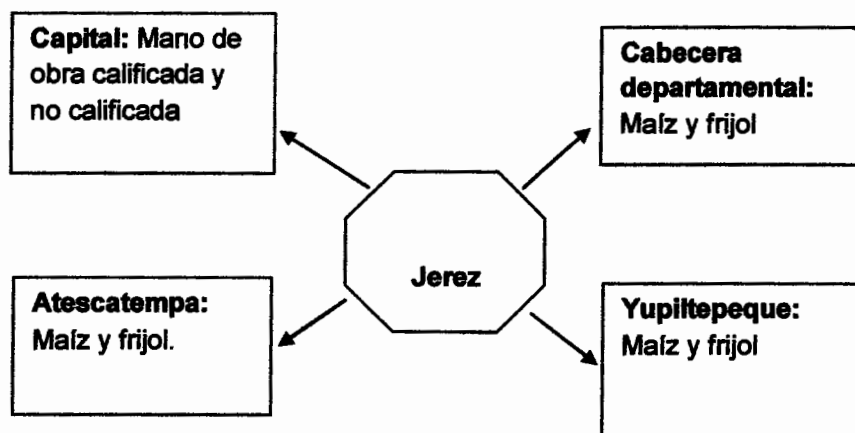 Capital: Mano de
obra calificada y
no calificada
Cabecera
departamental:
Maíz y frijol
Jerez
Atescatempa:
Maíz y frijol.
Yupiltepeque:
Maíz y frijol